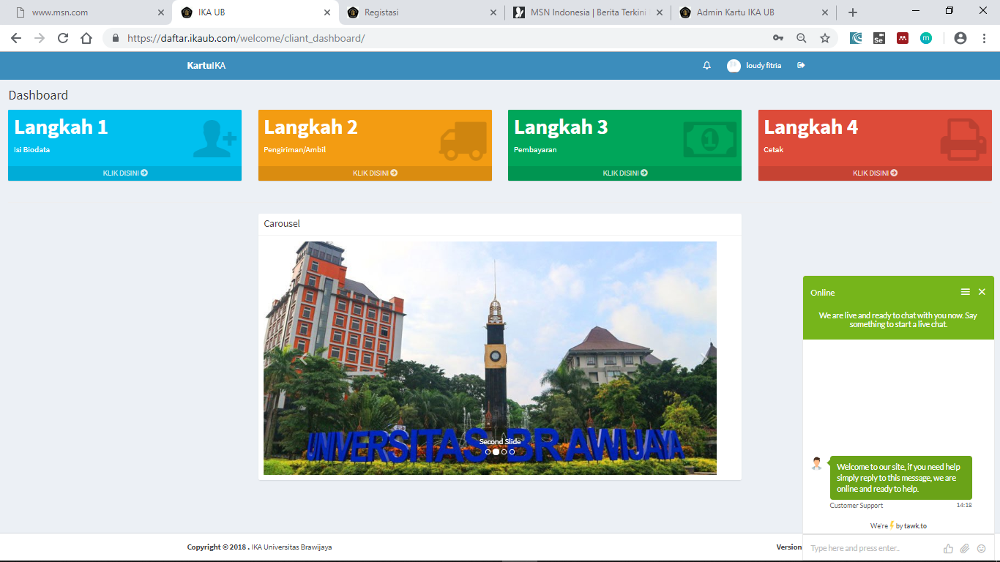 www.msn.com
IKA UB
Registasi
MSN Indonesia | Berita Terkini
Admin Kartu IKA UB
https://daftar.ikaub.com/welcome/cliant_dashboard/
KartuIKA
loudy fitria
Dashboard
Langkah 1
Isi Biodata
KLIK DISINI
Langkah 2
Pengiriman/Ambil
KLIK DISINI
Langkah 3
Pembayaran
KLIK DISINI
Langkah 4
Cetak
KLIK DISINI
Carousel
UNIVERSITAS BRAWIJAYA
Second Slide
Online
We are live and ready to chat with you now. Say
something to start a live chat.
Welcome to our site, if you need help
simply reply to this message, we are
online and ready to help.
Customer Support
14:18
We're by tawk.to
Type here and press enter..
Copyright © 2018 . IKA Universitas Brawijaya
Version